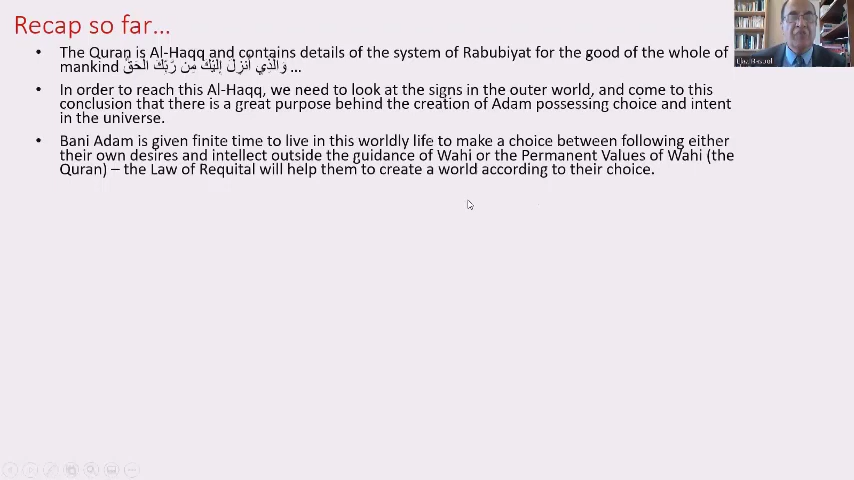 Recap so far...
• The Quran is Al-Haqq and contains details of the system of Rabubiyat for the good of the whole of
mankind وَالَّذِي أُنزِلَ إِلَيْكَ مِن رَّبِّكَ الْحَقُّ ...
• In order to reach this Al-Haqq, we need to look at the signs in the outer world, and come to this
conclusion that there is a great purpose behind the creation of Adam possessing choice and intent
in the universe.
• Bani Adam is given finite time to live in this worldly life to make a choice between following either
their own desires and intellect outside the guidance of Wahi or the Permanent Values of Wahi (the
Quran) – the Law of Requital will help them to create a world according to their choice.